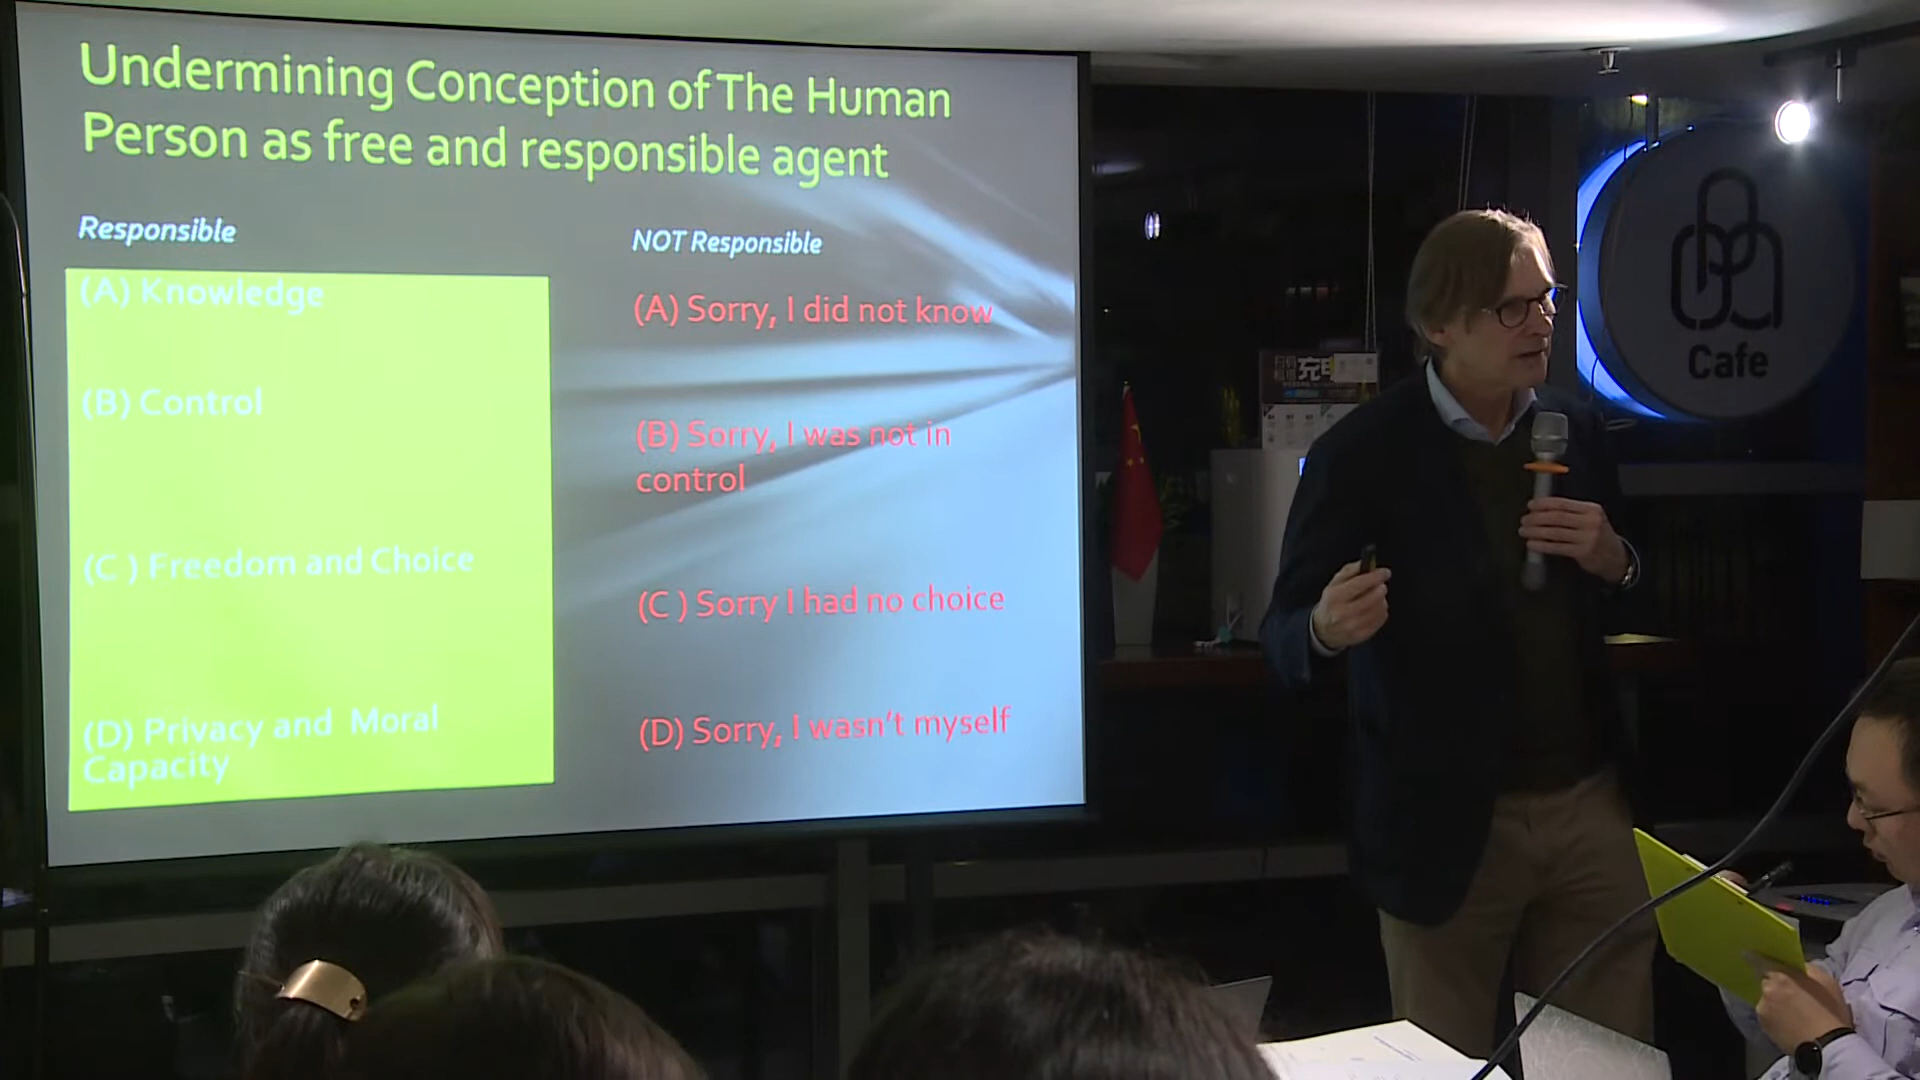 Undermining Conception of The Human
Person as free and responsible agent
Responsible
NOT Responsible
(A) Knowledge
(A) Sorry, I did not know
(B) Control
(B) Sorry, I was not in
control
(C ) Freedom and Choice
(C ) Sorry I had no choice
(D) Privacy and Moral
Capacity
(D) Sorry, I wasn't myself
Cafe